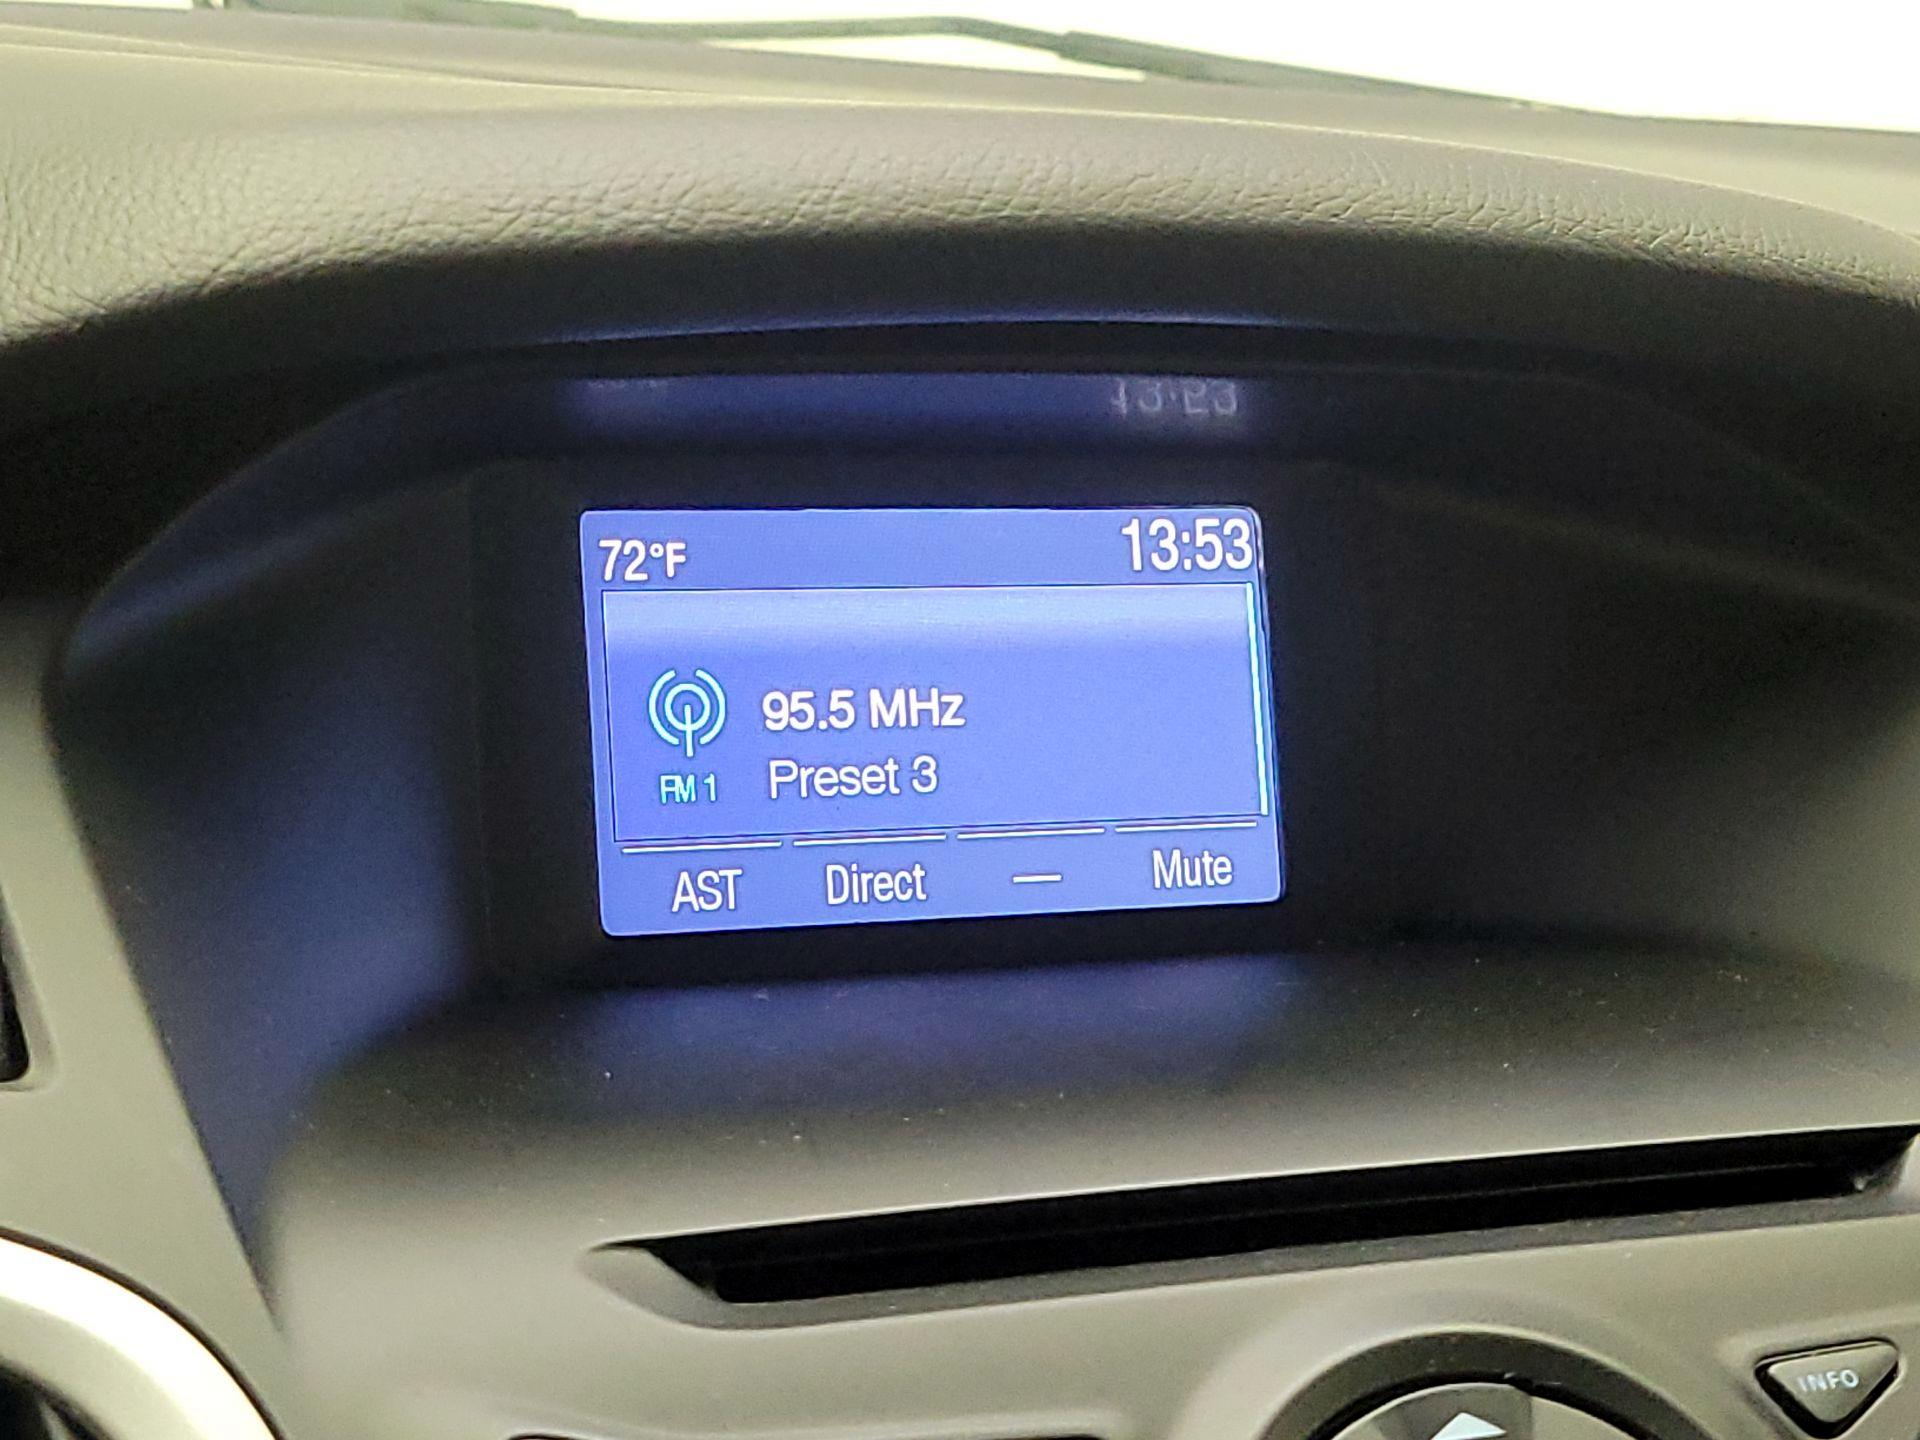 72°F 13:53
95.5 MHz
FM 1 Preset 3
AST Direct — Mute
INFO